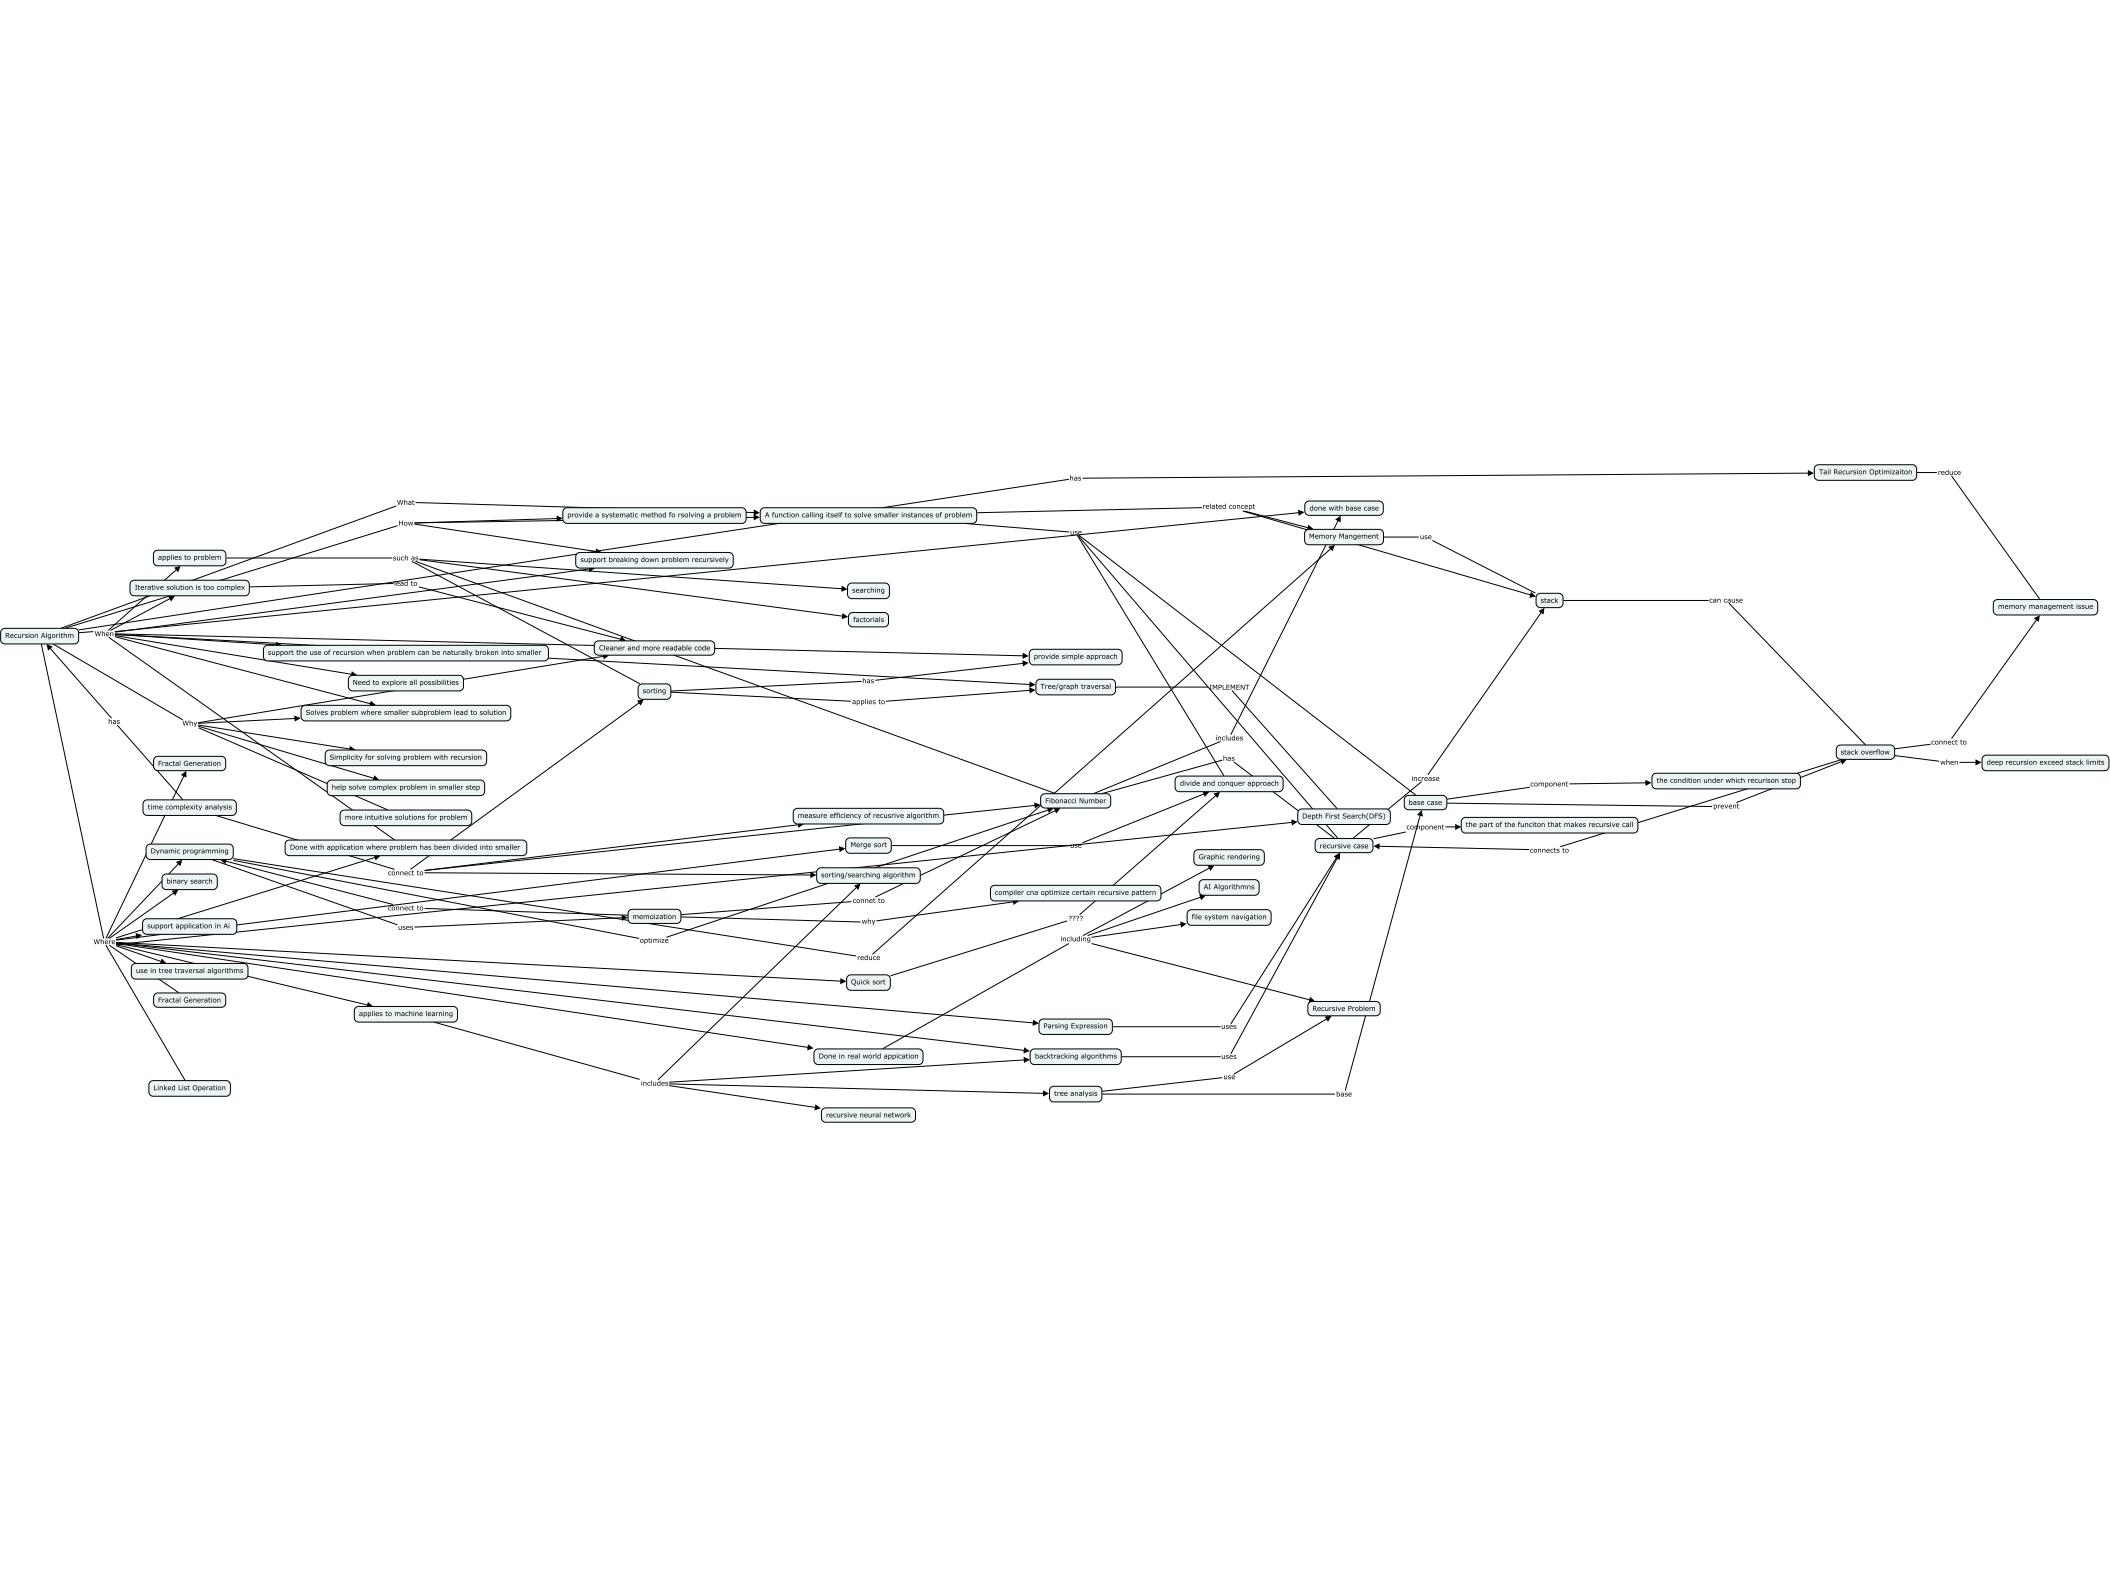 Tail Recursion Optimizaiton
reduce
has
What
related concept
done with base case
provide a systematic method fo rsolving a problem
A function calling itself to solve smaller instances of problem
How
use
Memory Mangement
use
applies to problem
such as
support breaking down problem recursively
Iterative solution is too complex
lead to
searching
stack
can cause
memory management issue
factorials
Recursion Algorithm
When
Cleaner and more readable code
support the use of recursion when problem can be naturally broken into smaller
provide simple approach
Need to explore all possibilities
has
Tree/graph traversal
IMPLEMENT
sorting
applies to
Solves problem where smaller subproblem lead to solution
has
Why
includes
connect to
stack overflow
Simplicity for solving problem with recursion
has
when
deep recursion exceed stack limits
Fractal Generation
increase
the condition under which recurison stop
divide and conquer approach
component
help solve complex problem in smaller step
Fibonacci Number
base case
prevent
time complexity analysis
more intuitive solutions for problem
measure efficiency of recusrive algorithm
Depth First Search(DFS)
component
the part of the funciton that makes recursive call
Done with application where problem has been divided into smaller
Merge sort
use
recursive case
connects to
Dynamic programming
Graphic rendering
connect to
sorting/searching algorithm
binary search
AI Algorithmns
compiler cna optimize certain recursive pattern
connet to
connect to
memoization
why
????
file system navigation
support application in Ai
uses
Where
optimize
including
reduce
use in tree traversal algorithms
Quick sort
Fractal Generation
Recursive Problem
applies to machine learning
Parsing Expression
uses
Done in real world appication
backtracking algorithms
uses
includes
use
Linked List Operation
tree analysis
base
recursive neural network